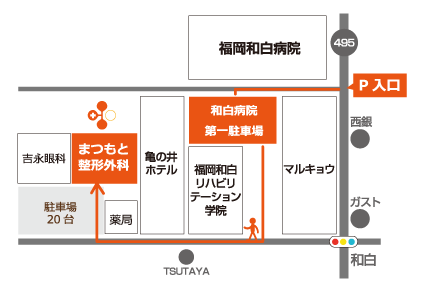 福岡和白病院
495
P 入口
和白病院
第一駐車場
西銀
吉永眼科
まつもと
整形外科
亀の井
ホテル
福岡和白
リハビリ
テーション
学院
マルキョウ
駐車場
20 台
薬局
ガスト
和白
TSUTAYA